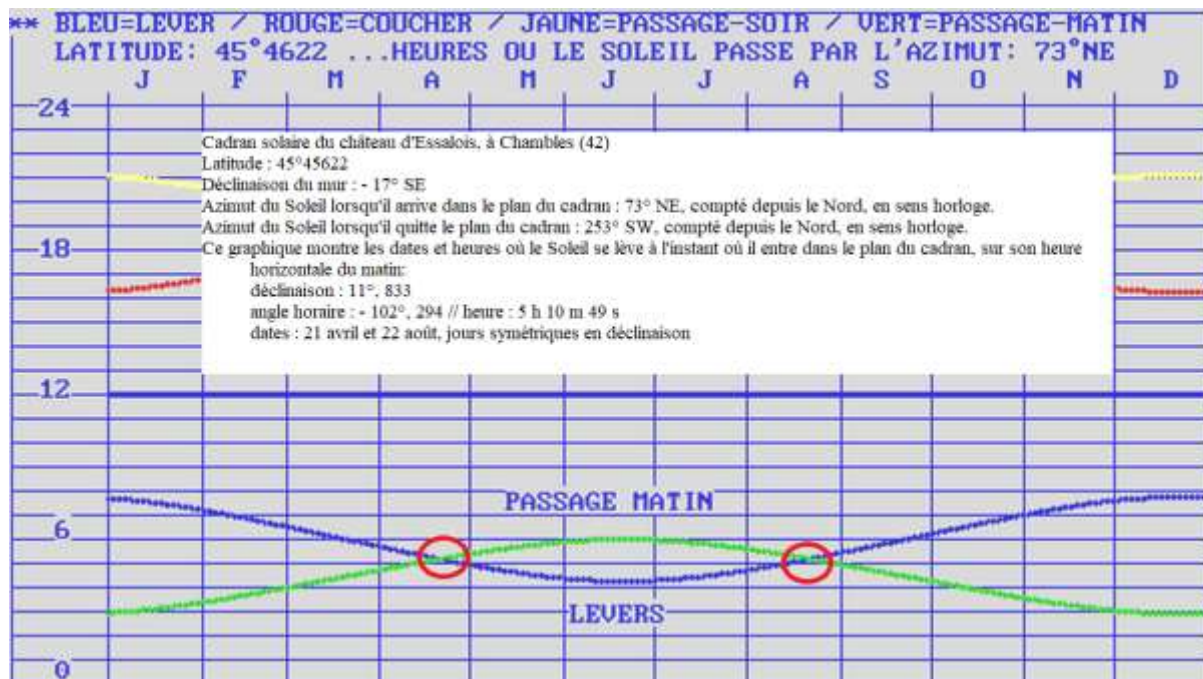 ** BLEU=LEVER / ROUGE=COUCHER / JAUNE=PASSAGE-SOIR / VERT=PASSAGE-MATIN
LATITUDE: 45°4622 ...HEURES OU LE SOLEIL PASSE PAR L'AZIMUT: 73°NE
J F M A M J J A S O N D
24
Cadran solaire du château d'Essalois, à Chambles (42)
Latitude : 45°45622
Déclinaison du mur : - 17° SE
Azimut du Soleil lorsqu'il arrive dans le plan du cadran : 73° NE, compté depuis le Nord, en sens horloge.
Azimut du Soleil lorsqu'il quitte le plan du cadran : 253° SW, compté depuis le Nord, en sens horloge.
18
Ce graphique montre les dates et heures où le Soleil se lève à l'instant où il entre dans le plan du cadran, sur son heure
horizontale du matin:
déclinaison : 11°, 833
angle horaire : - 102°, 294 // heure : 5 h 10 m 49 s
dates : 21 avril et 22 août, jours symétriques en déclinaison
12
PASSAGE MATIN
6
LEVERS
0